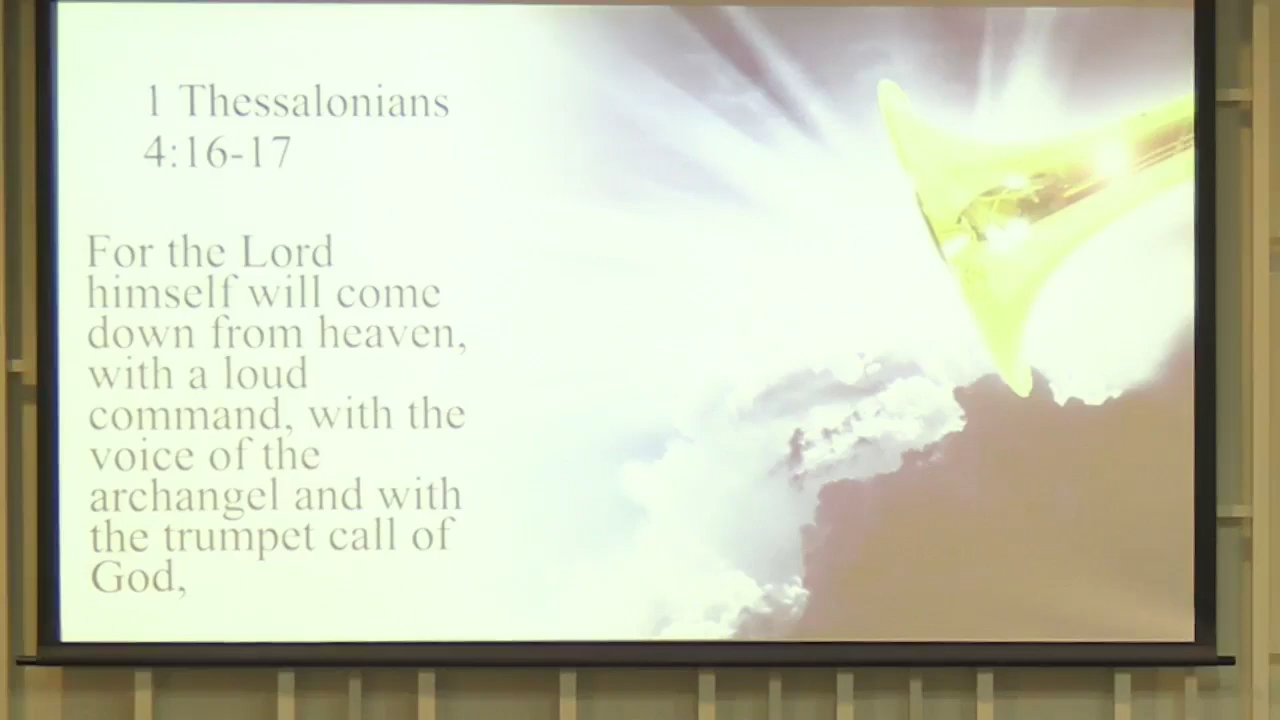 1 Thessalonians
4:16-17
For the Lord
himself will come
down from heaven,
with a loud
command, with the
voice of the
archangel and with
the trumpet call of
God,